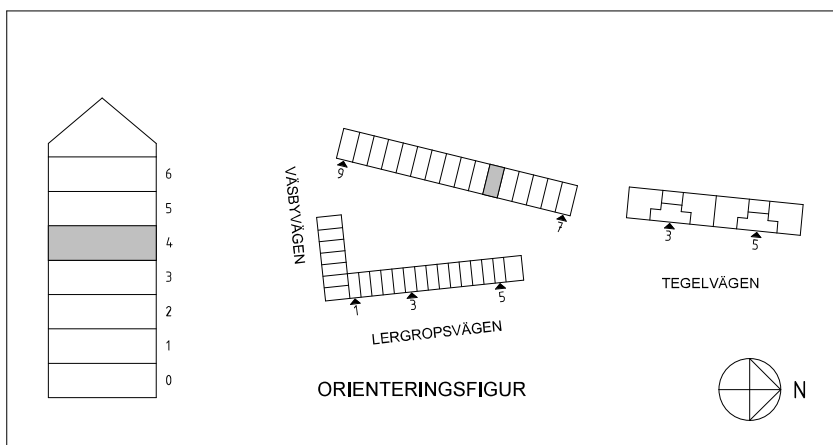 6
5
4
3
2
1
0
VÄSBYVÄGEN
9
7
1
3
5
LERGROPSVÄGEN
3
5
TEGELVÄGEN
ORIENTERINGSFIGUR
N